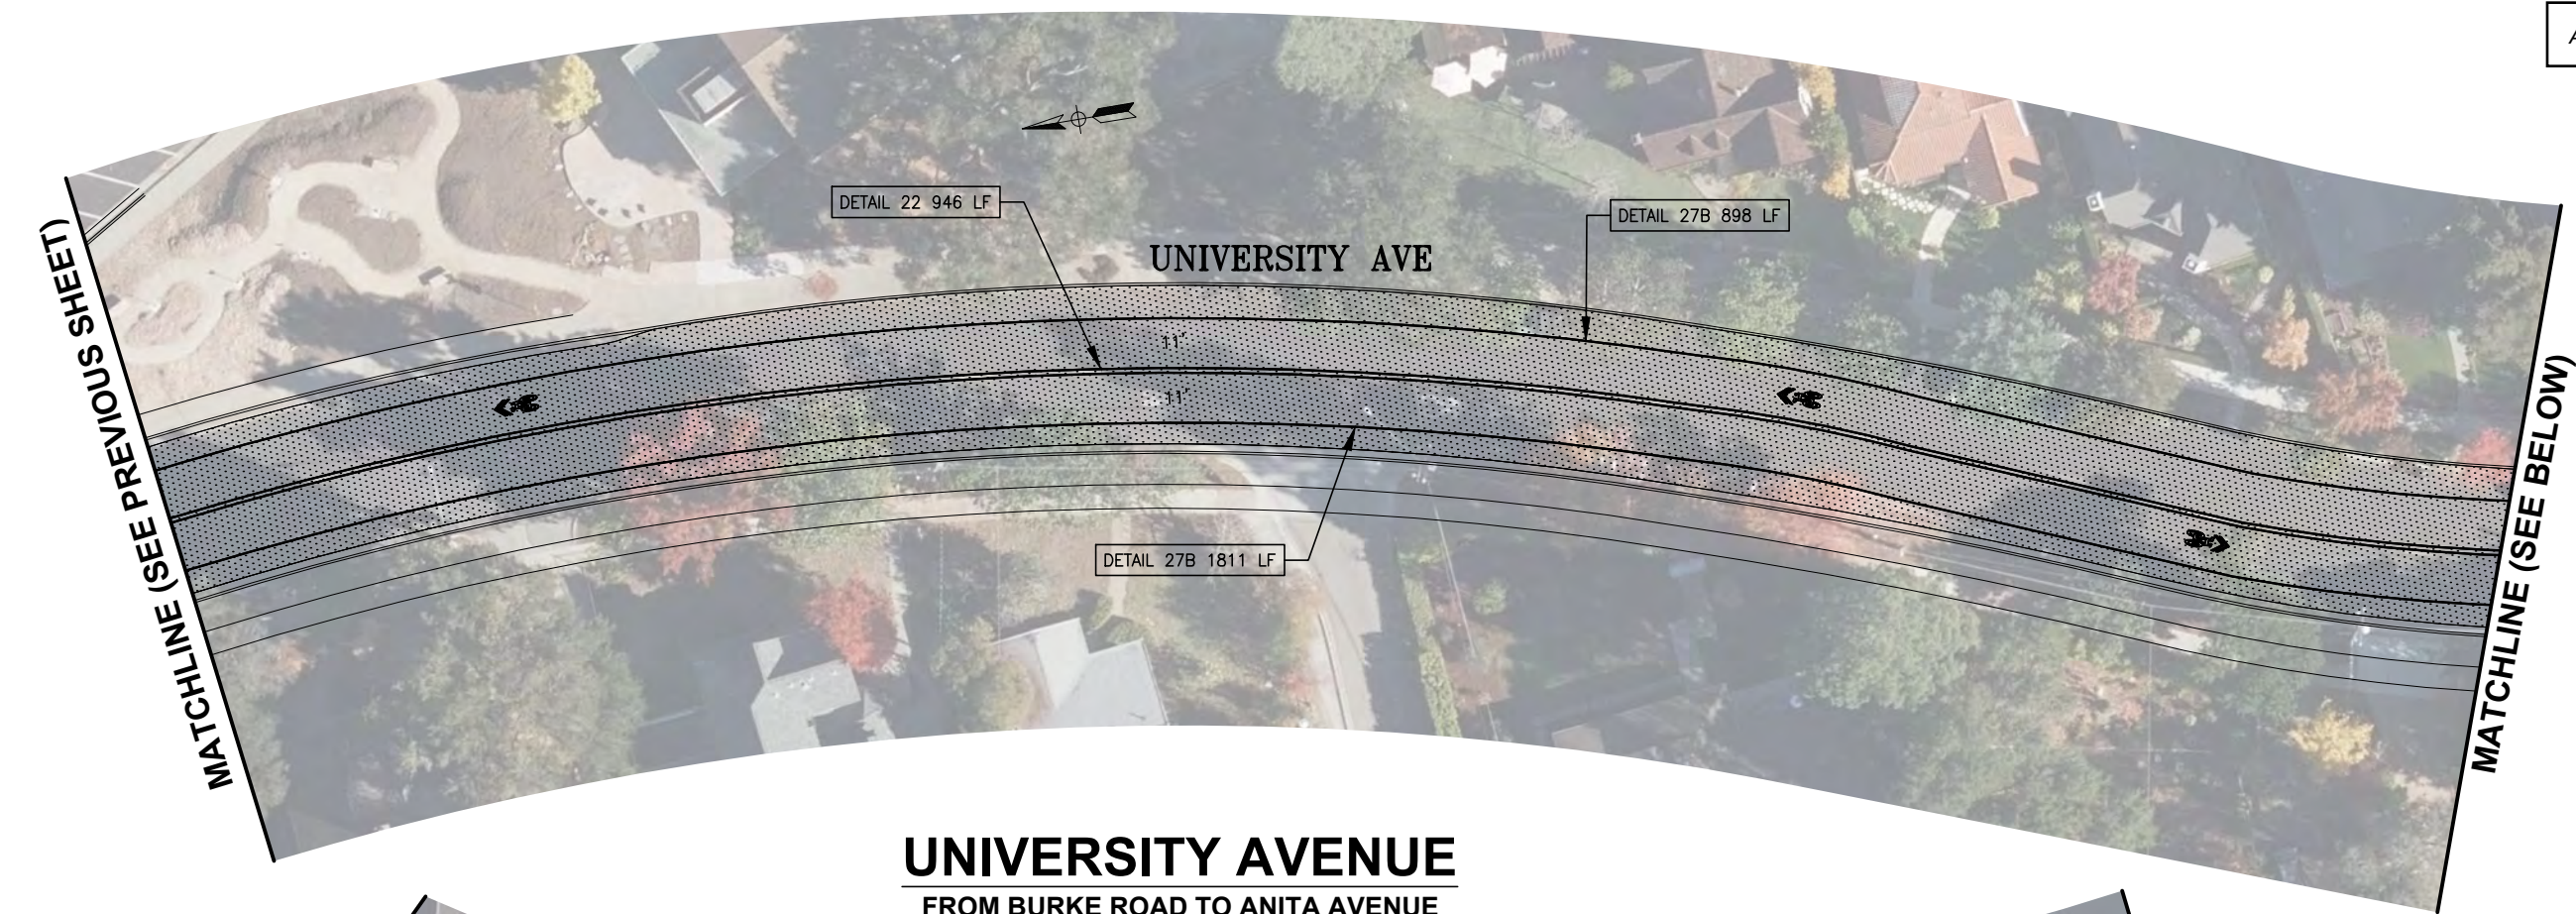 A
DETAIL 22 946 LF
DETAIL 27B 898 LF
UNIVERSITY AVE
MATCHLINE (SEE PREVIOUS SHEET)
11'
11'
MATCHLINE (SEE BELOW)
DETAIL 27B 1811 LF
UNIVERSITY AVENUE
FROM BURKE ROAD TO ANITA AVENUE